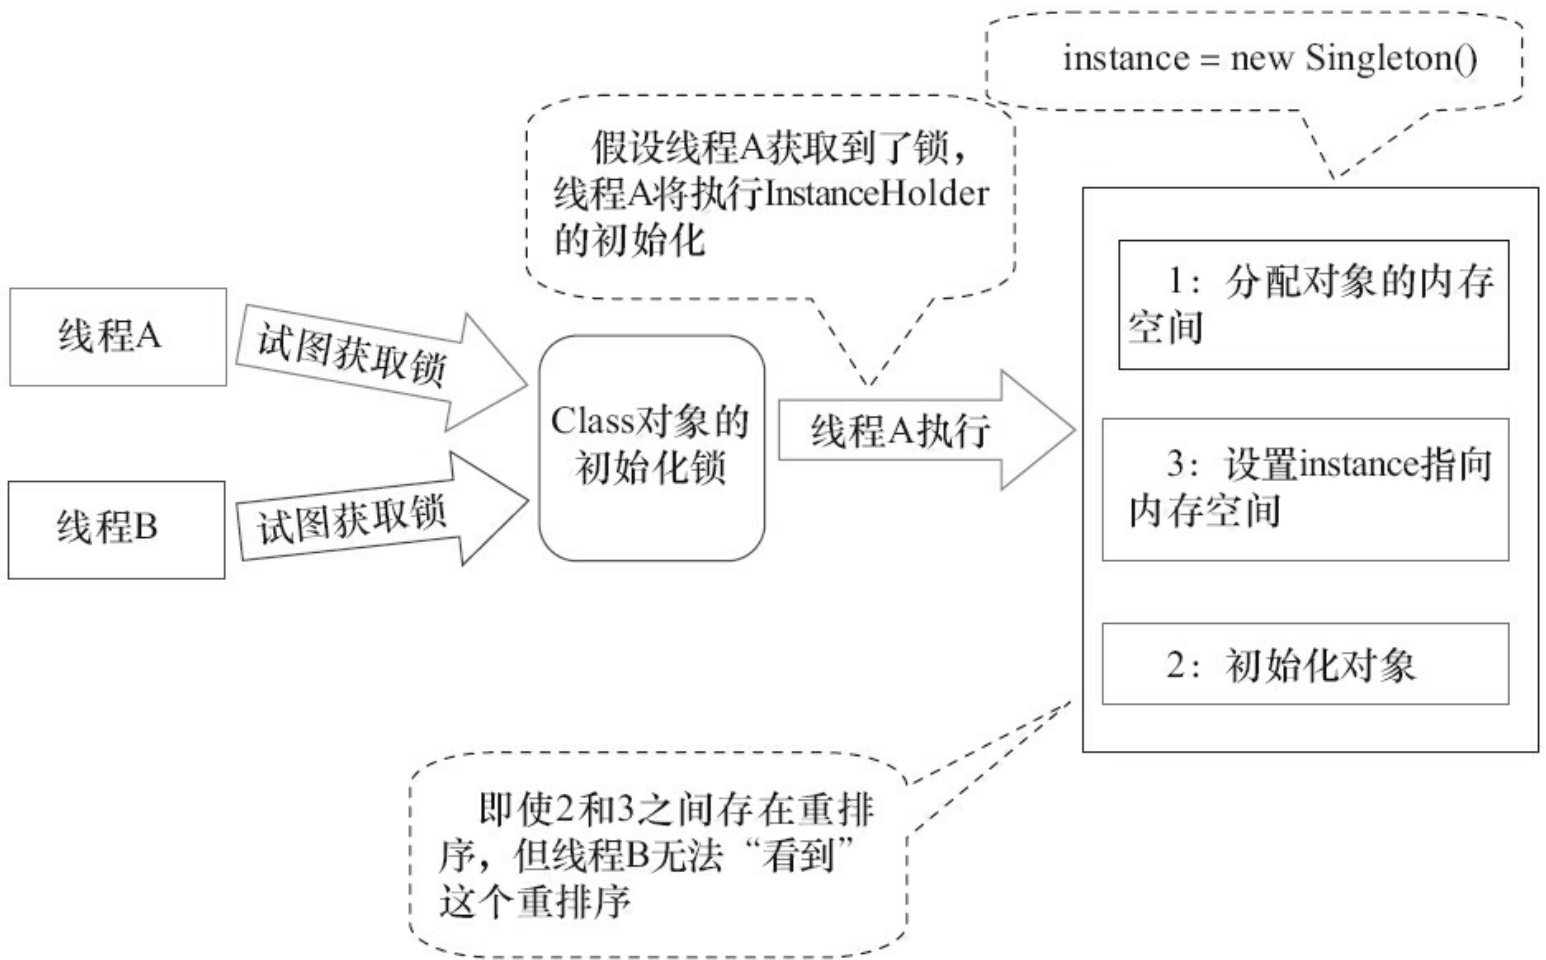 instance = new Singleton()
假设线程A获取到了锁，
线程A将执行InstanceHolder
的初始化
线程A
试图获取锁
线程B
试图获取锁
Class对象的
初始化锁
线程A执行
1：分配对象的内存
空间
3：设置instance指向
内存空间
2：初始化对象
即使2和3之间存在重排
序，但线程B无法“看到”
这个重排序